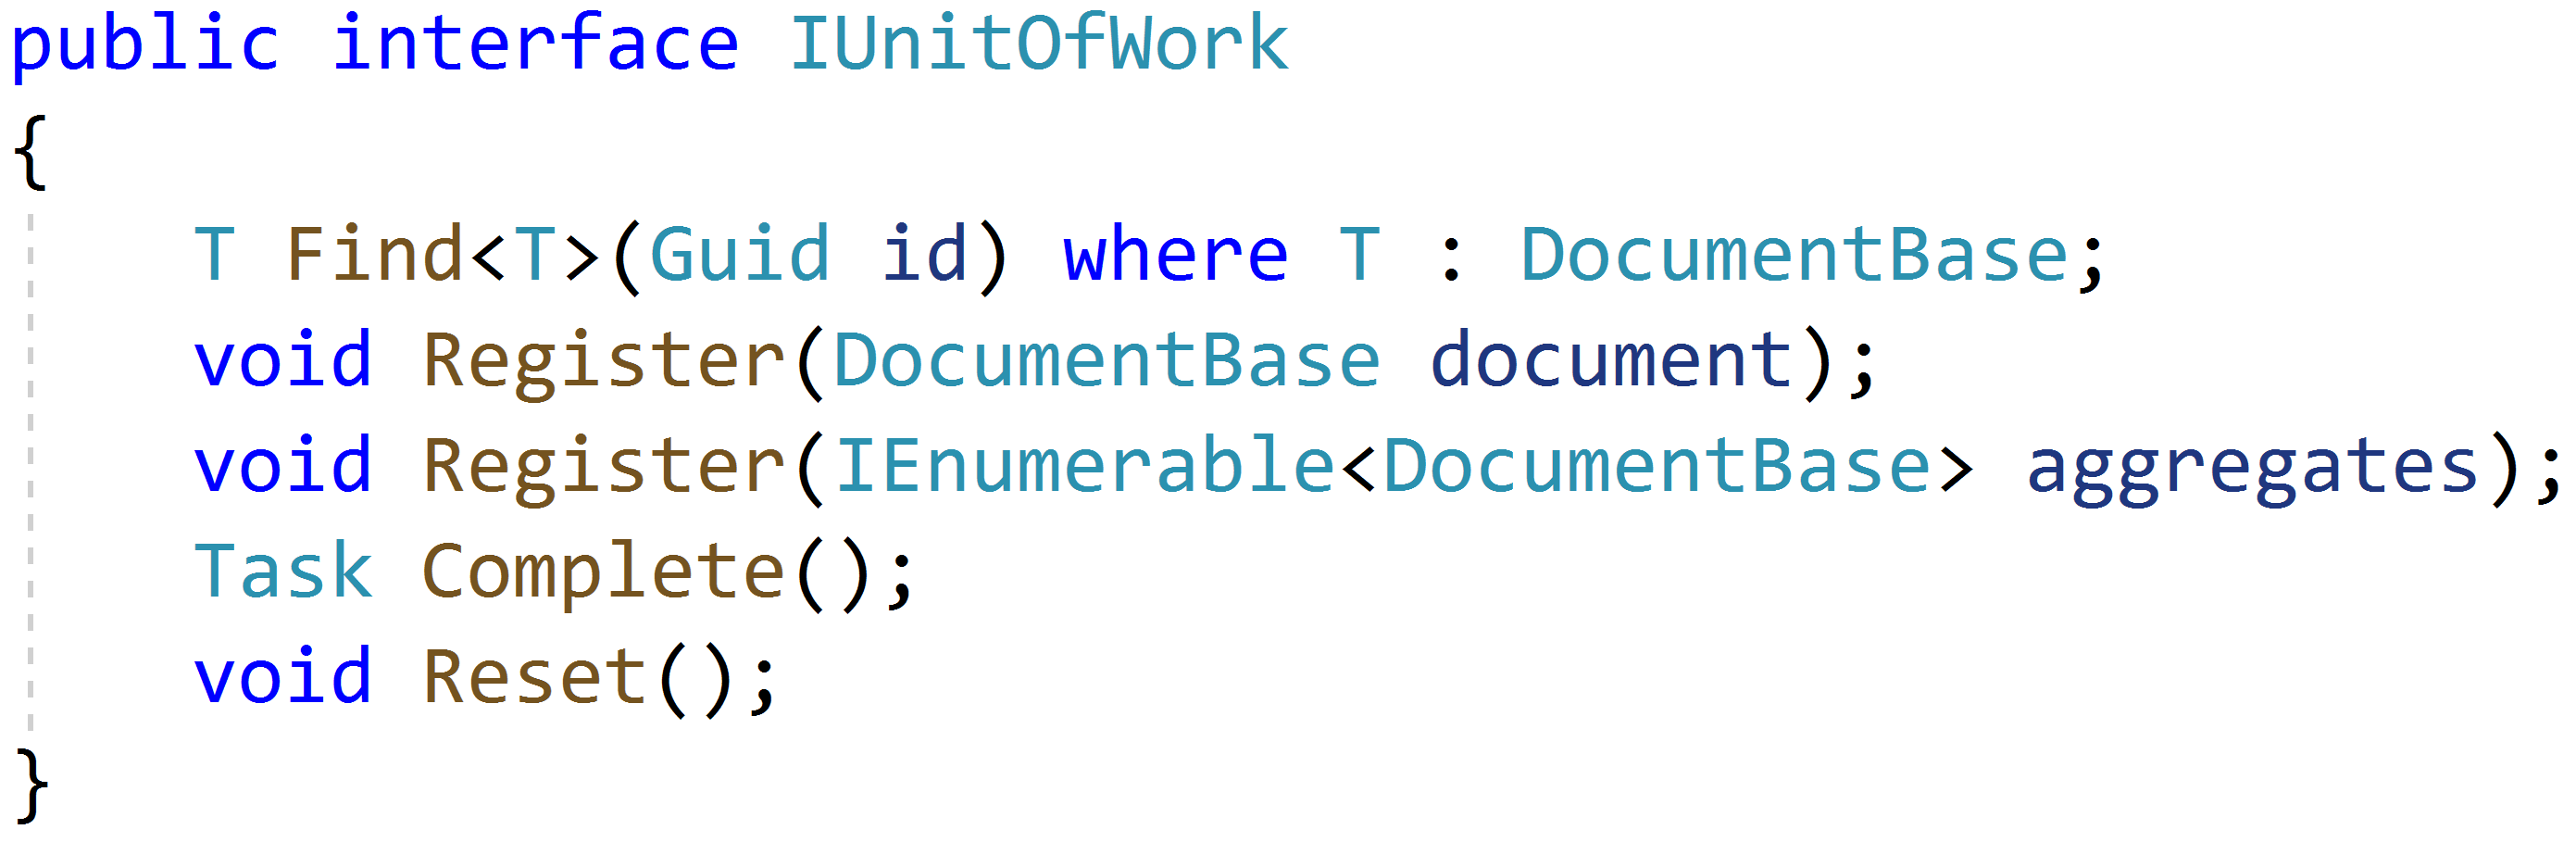 public interface IUnitOfWork
{
    T Find<T>(Guid id) where T : DocumentBase;
    void Register(DocumentBase document);
    void Register(IEnumerable<DocumentBase> aggregates);
    Task Complete();
    void Reset();
}